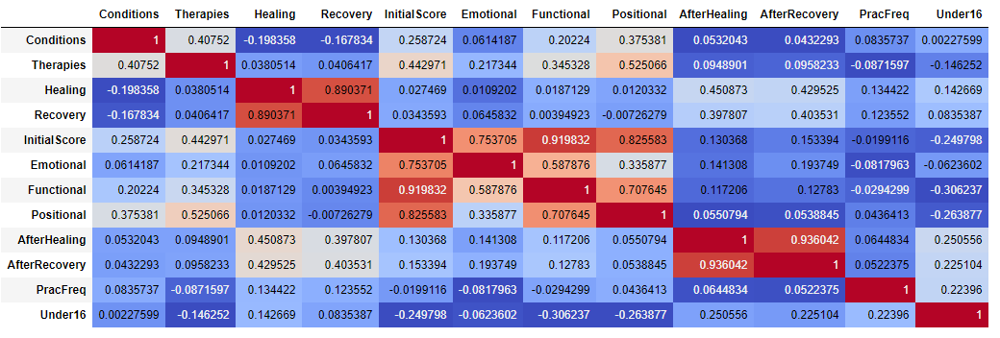 Conditions Therapies Healing Recovery InitialScore Emotional Functional Positional AfterHealing AfterRecovery PracFreq Under16
Conditions 1 0.40752 -0.198358 -0.167834 0.258724 0.0614187 0.20224 0.375381 0.0532043 0.0432293 0.0835737 0.00227599
Therapies 0.40752 1 0.0380514 0.0406417 0.442971 0.217344 0.345328 0.525066 0.0948901 0.0958233 -0.0871597 -0.146252
Healing -0.198358 0.0380514 1 0.890371 0.027469 0.0109202 0.0187129 0.0120332 0.450873 0.429525 0.134422 0.142669
Recovery -0.167834 0.0406417 0.890371 1 0.0343593 0.0645832 0.00394923 -0.00726279 0.397807 0.403531 0.123552 0.0835387
InitialScore 0.258724 0.442971 0.027469 0.0343593 1 0.753705 0.919832 0.825583 0.130368 0.153394 -0.0199116 -0.249798
Emotional 0.0614187 0.217344 0.0109202 0.0645832 0.753705 1 0.587876 0.335877 0.141308 0.193749 -0.0817963 -0.0623602
Functional 0.20224 0.345328 0.0187129 0.00394923 0.919832 0.587876 1 0.707645 0.117206 0.12783 -0.0294299 -0.306237
Positional 0.375381 0.525066 0.0120332 -0.00726279 0.825583 0.335877 0.707645 1 0.0550794 0.0538845 0.0436413 -0.263877
AfterHealing 0.0532043 0.0948901 0.450873 0.397807 0.130368 0.141308 0.117206 0.0550794 1 0.936042 0.0644834 0.250556
AfterRecovery 0.0432293 0.0958233 0.429525 0.403531 0.153394 0.193749 0.12783 0.0538845 0.936042 1 0.0522375 0.225104
PracFreq 0.0835737 -0.0871597 0.134422 0.123552 -0.0199116 -0.0817963 -0.0294299 0.0436413 0.0644834 0.0522375 1 0.22396
Under16 0.00227599 -0.146252 0.142669 0.0835387 -0.249798 -0.0623602 -0.306237 -0.263877 0.250556 0.225104 0.22396 1